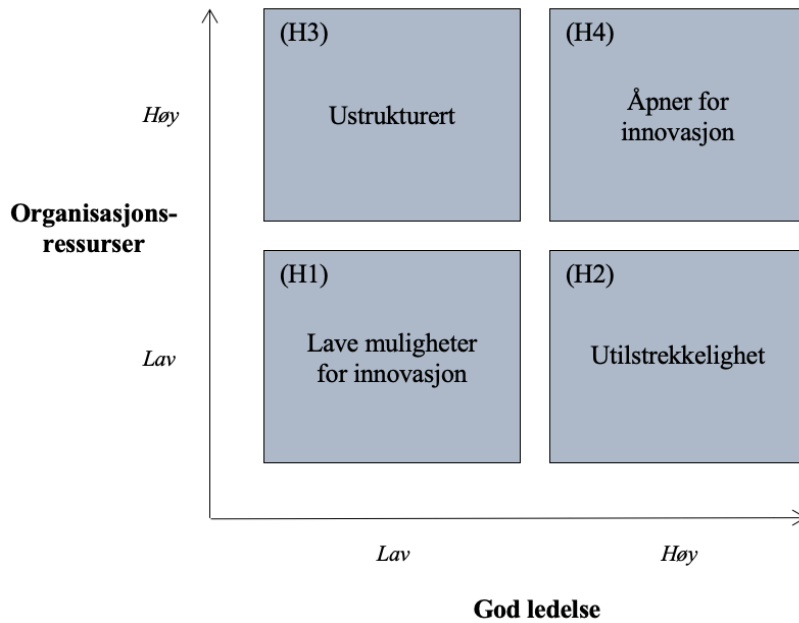 (H3)
Ustrukturert
(H4)
Åpner for
innovasjon
Høy
Organisasjons-
ressurser
(H1)
Lave muligheter
for innovasjon
(H2)
Utilstrekkelighet
Lav
Lav
Høy
God ledelse